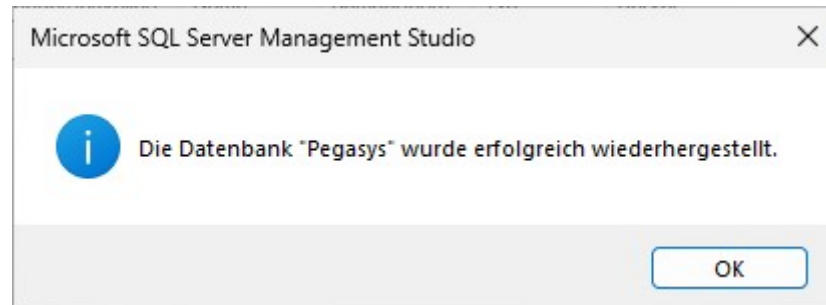 Microsoft SQL Server Management Studio
Die Datenbank "Pegasys" wurde erfolgreich wiederhergestellt.
OK